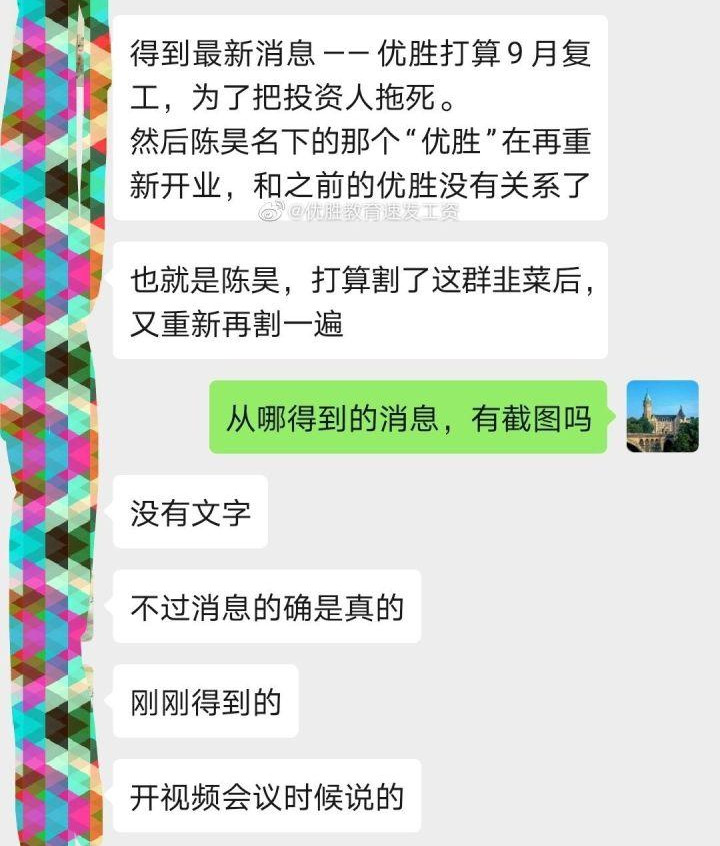 得到最新消息——优胜打算9月复
工，为了把投资人拖死。
然后陈昊名下的那个“优胜”在再重
新开业，和之前的优胜没有关系了
@优胜教育速发工资
也就是陈昊，打算割了这群韭菜后，
又重新再割一遍
从哪得到的消息，有截图吗
没有文字
不过消息的确是真的
刚刚得到的
开视频会议时候说的